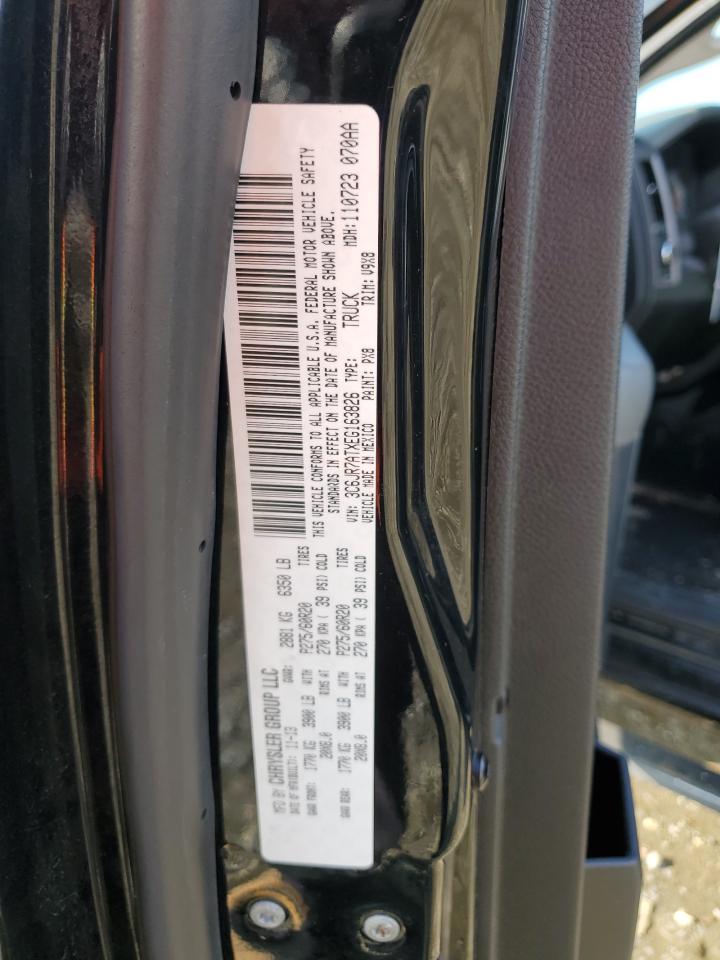 MFD BY CHRYSLER GROUP LLC
DATE OF MFR(BUILT): 11-13 GVWR: 2881 KG 6350 LB
GAWR FRONT: 1770 KG 3900 LB WITH P275/60R20 TIRES
20X8.0 RIMS AT 270 KPA ( 39 PSI) COLD
GAWR REAR: 1770 KG 3900 LB WITH P275/60R20 TIRES
20X8.0 RIMS AT 270 KPA ( 39 PSI) COLD
THIS VEHICLE CONFORMS TO ALL APPLICABLE U.S.A. FEDERAL MOTOR VEHICLE SAFETY
STANDARDS IN EFFECT ON THE DATE OF MANUFACTURE SHOWN ABOVE.
VIN: 3C6JR7ATXEG163826 TYPE: TRUCK MDH: 110723 070AA
VEHICLE MADE IN MEXICO PAINT: PX8 TRIM: V9X8